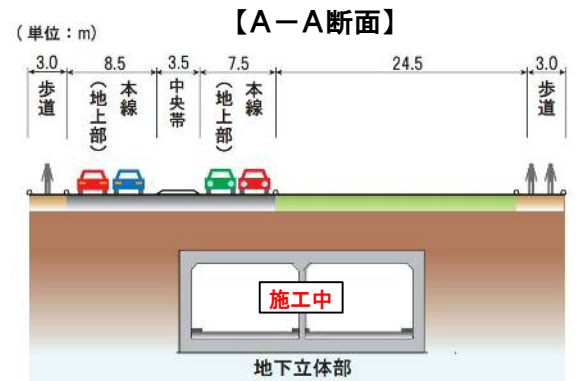 【A－A断面】
(単位：m)
3.0 8.5 3.5 7.5 24.5 3.0
歩道
本線
(地上部)
中央帯
本線
(地上部)
歩道
施工中
地下立体部